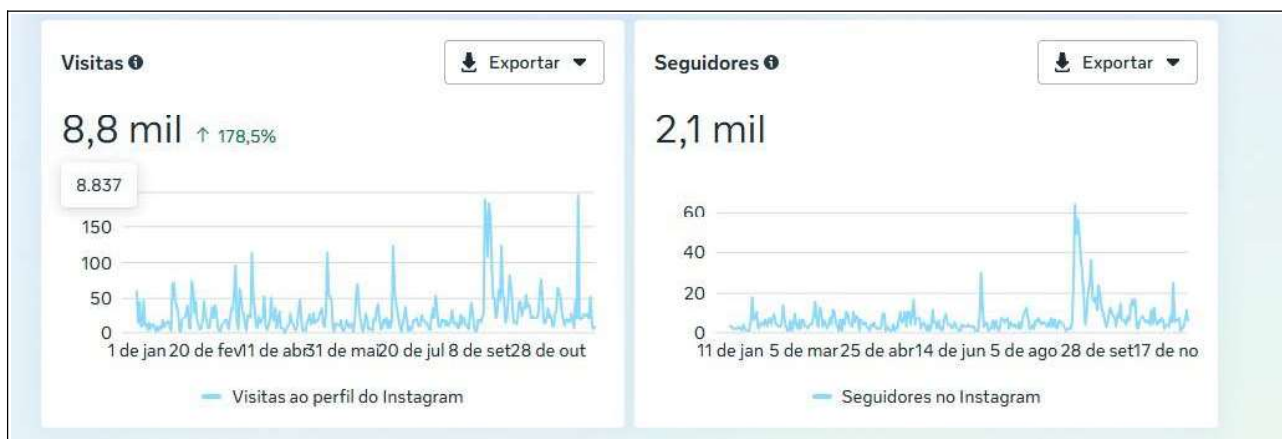 Visitas
Exportar
8,8 mil ↑ 178,5%
8.837
150
100
50
0
1 de jan 20 de fev11 de abr31 de mai20 de jul 8 de set28 de out
Visitas ao perfil do Instagram
Seguidores
Exportar
2,1 mil
60
40
20
0
11 de jan 5 de mar25 de abr14 de jun 5 de ago 28 de set17 de no
Seguidores no Instagram